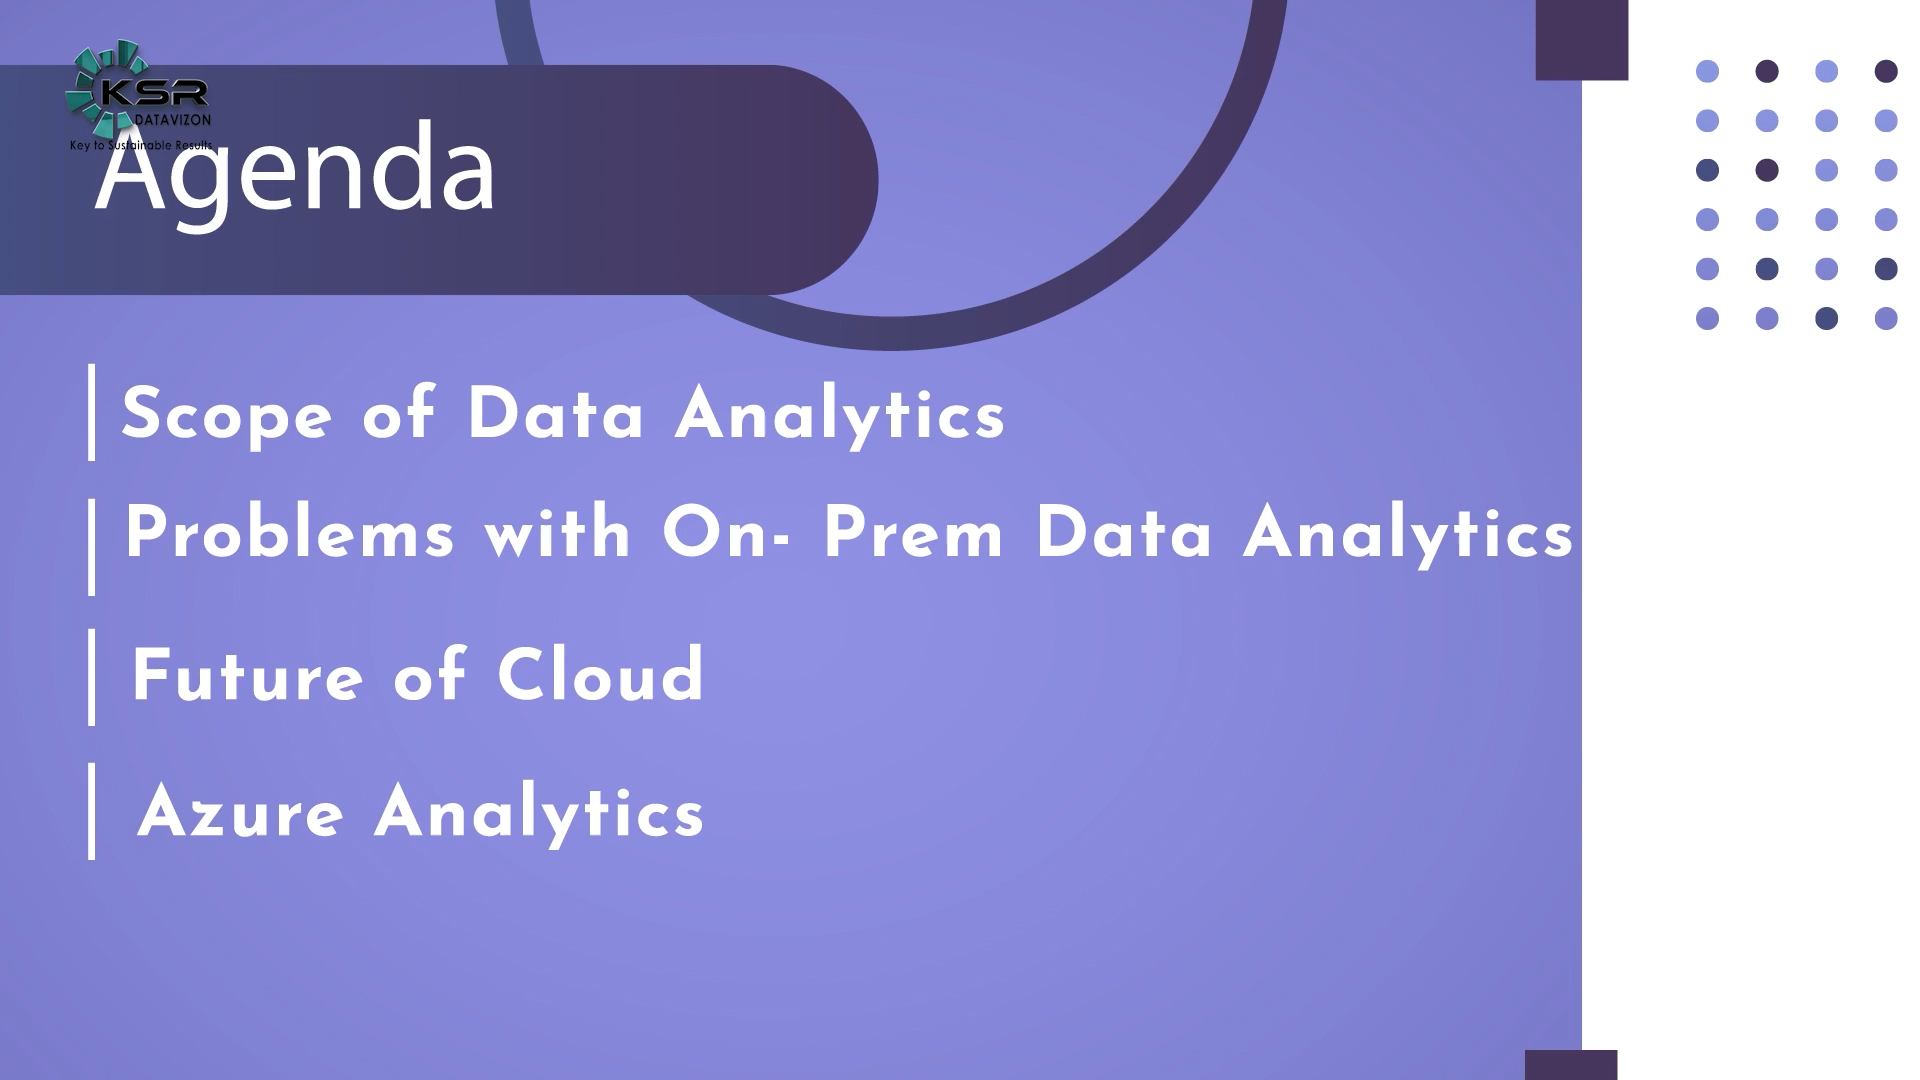 KSR
DATAVIZON
Key to Sustainable Results
Agenda
Scope of Data Analytics
Problems with On- Prem Data Analytics
Future of Cloud
Azure Analytics